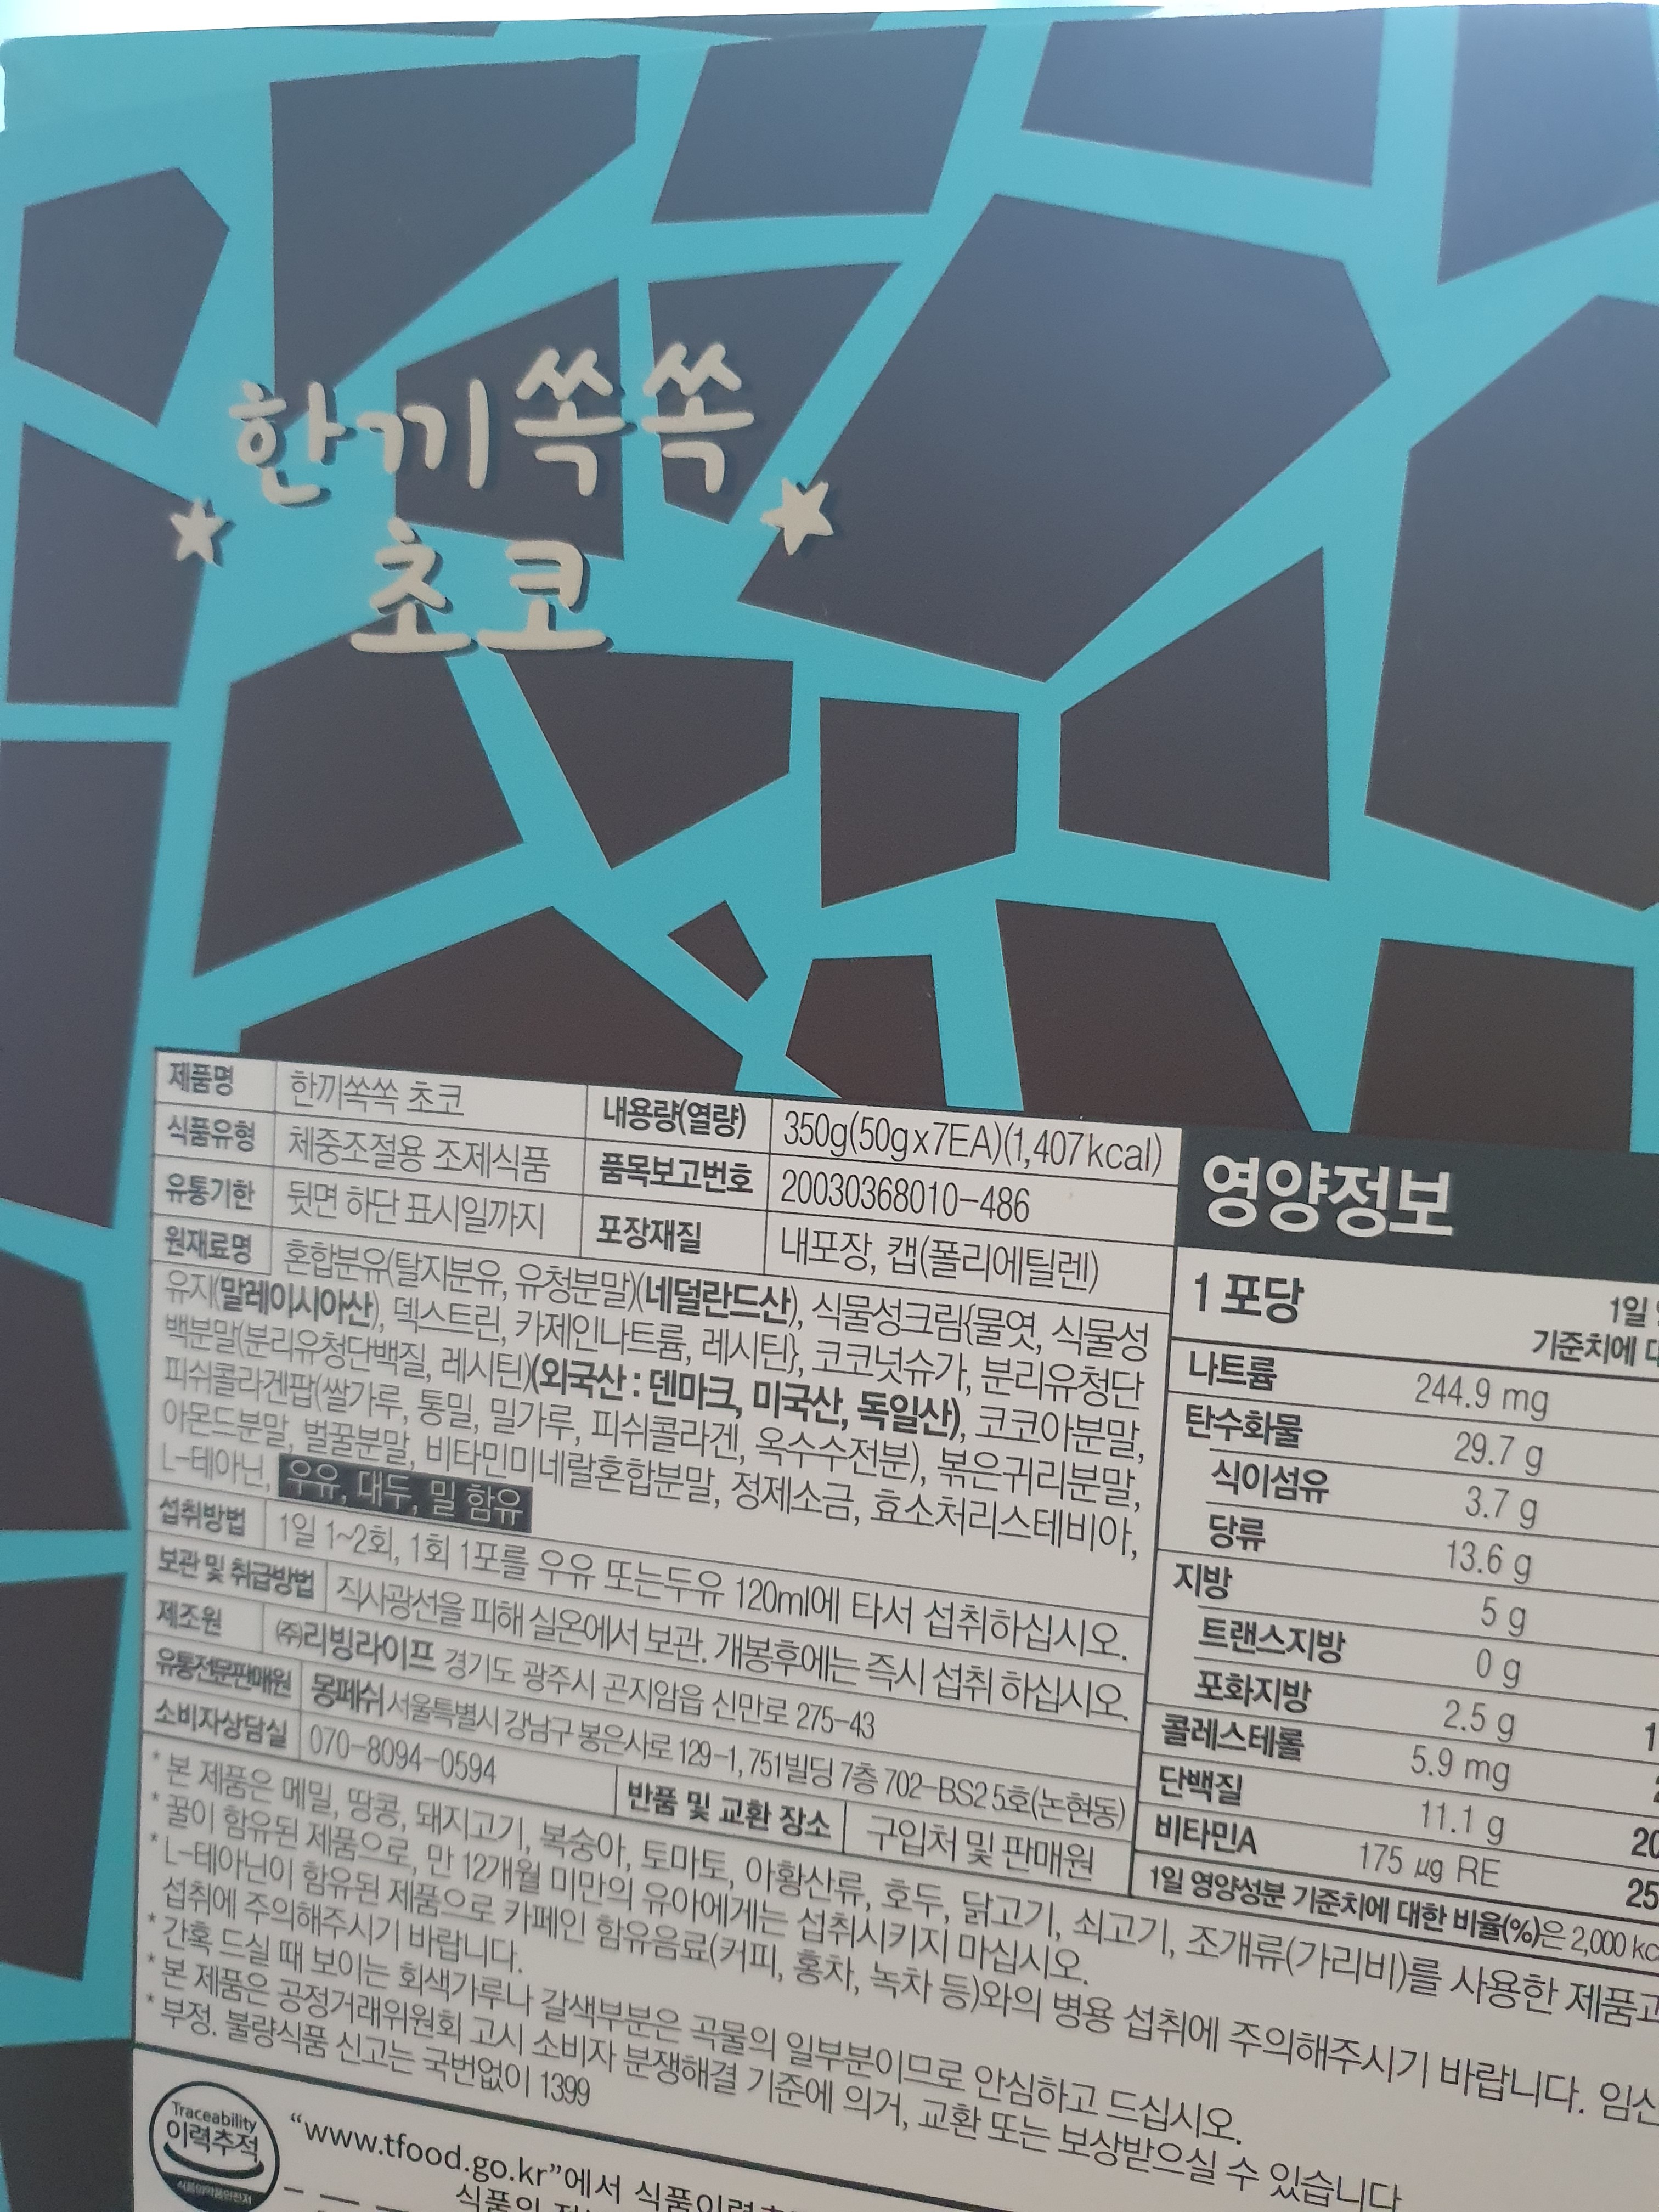 한끼쏙쏙
초코
제품명 한끼쏙쏙 초코 내용량(열량) 350g(50gx7EA)(1,407kcal)
식품유형 체중조절용 조제식품 품목보고번호 20030368010-486
유통기한 뒷면 하단 표시일까지 포장재질 내포장, 캡(폴리에틸렌)
원재료명 혼합분유(탈지분유, 유청분말)(네덜란드산), 식물성크림{물엿, 식물성
유지(말레이시아산), 덱스트린, 카제인나트륨, 레시틴}, 코코넛슈가, 분리유청단
백분말(분리유청단백질, 레시틴)(외국산 : 덴마크, 미국산, 독일산), 코코아분말,
피쉬콜라겐팝(쌀가루, 통밀, 밀가루, 피쉬콜라겐, 옥수수전분), 볶은귀리분말,
아몬드분말, 벌꿀분말, 비타민미네랄혼합분말, 정제소금, 효소처리스테비아,
L-테아닌, 우유, 대두, 밀 함유
섭취방법 1일 1~2회, 1회 1포를 우유 또는두유 120ml에 타서 섭취하십시오.
보관 및 취급방법 직사광선을 피해 실온에서 보관. 개봉후에는 즉시 섭취 하십시오.
제조원 ㈜리빙라이프 경기도 광주시 곤지암읍 신만로 275-43
유통전문판매원 몽페쉬 서울특별시 강남구 봉은사로 129-1, 751빌딩 7층 702-BS2 5호(논현동)
소비자상담실 070-8094-0594 반품 및 교환 장소 구입처 및 판매원
* 본 제품은 메밀, 땅콩, 돼지고기, 복숭아, 토마토, 아황산류, 호두, 닭고기, 쇠고기, 조개류(가리비)를 사용한 제품과
* 꿀이 함유된 제품으로, 만 12개월 미만의 유아에게는 섭취시키지 마십시오.
* L-테아닌이 함유된 제품으로 카페인 함유음료(커피, 홍차, 녹차 등)와의 병용 섭취에 주의해주시기 바랍니다. 임산
섭취에 주의해주시기 바랍니다.
* 간혹 드실 때 보이는 회색가루나 갈색부분은 곡물의 일부분이므로 안심하고 드십시오.
* 본 제품은 공정거래위원회 고시 소비자 분쟁해결 기준에 의거, 교환 또는 보상받으실 수 있습니다
* 부정. 불량식품 신고는 국번없이 1399
영양정보
1 포당 1일
기준치에 대
나트륨 244.9 mg
탄수화물 29.7 g
식이섬유 3.7 g
당류 13.6 g
지방 5 g
트랜스지방 0 g
포화지방 2.5 g 1
콜레스테롤 5.9 mg 2
단백질 11.1 g 20
비타민A 175 μg RE 25
1일 영양성분 기준치에 대한 비율(%)은 2,000 kc
Traceability
이력추적
식품의약품안전처
"www.tfood.go.kr"에서 식품이력